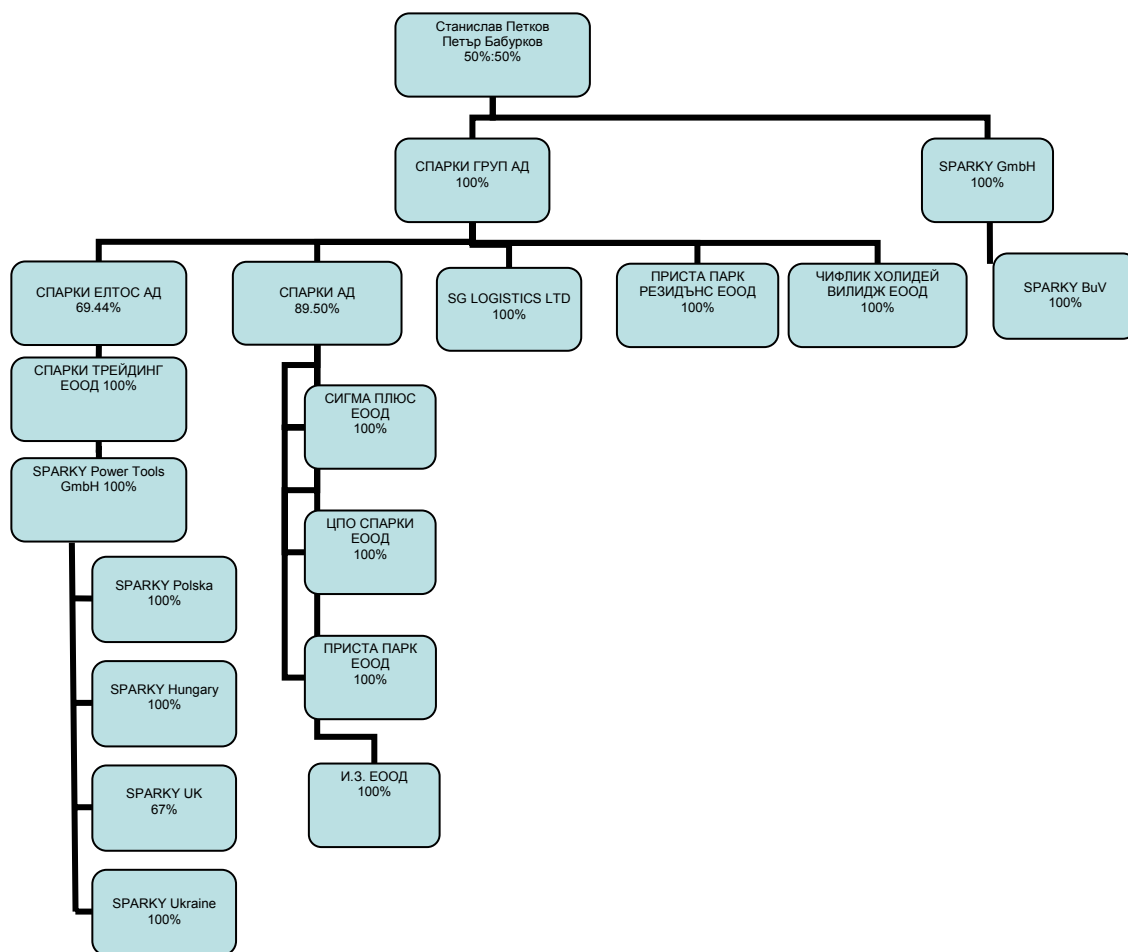 Станислав Петков
Петър Бабурков
50%:50%
СПАРКИ ГРУП АД
100%
SPARKY GmbH
100%
СПАРКИ ЕЛТОС АД
69.44%
СПАРКИ АД
89.50%
SG LOGISTICS LTD
100%
ПРИСТА ПАРК
РЕЗИДЪНС ЕООД
100%
ЧИФЛИК ХОЛИДЕЙ
ВИЛИДЖ ЕООД
100%
SPARKY BuV
100%
СПАРКИ ТРЕЙДИНГ
ЕООД 100%
SPARKY Power Tools
GmbH 100%
SPARKY Polska
100%
SPARKY Hungary
100%
SPARKY UK
67%
SPARKY Ukraine
100%
СИГМА ПЛЮС
ЕООД
100%
ЦПО СПАРКИ
ЕООД
100%
ПРИСТА ПАРК
ЕООД
100%
И.З. ЕООД
100%